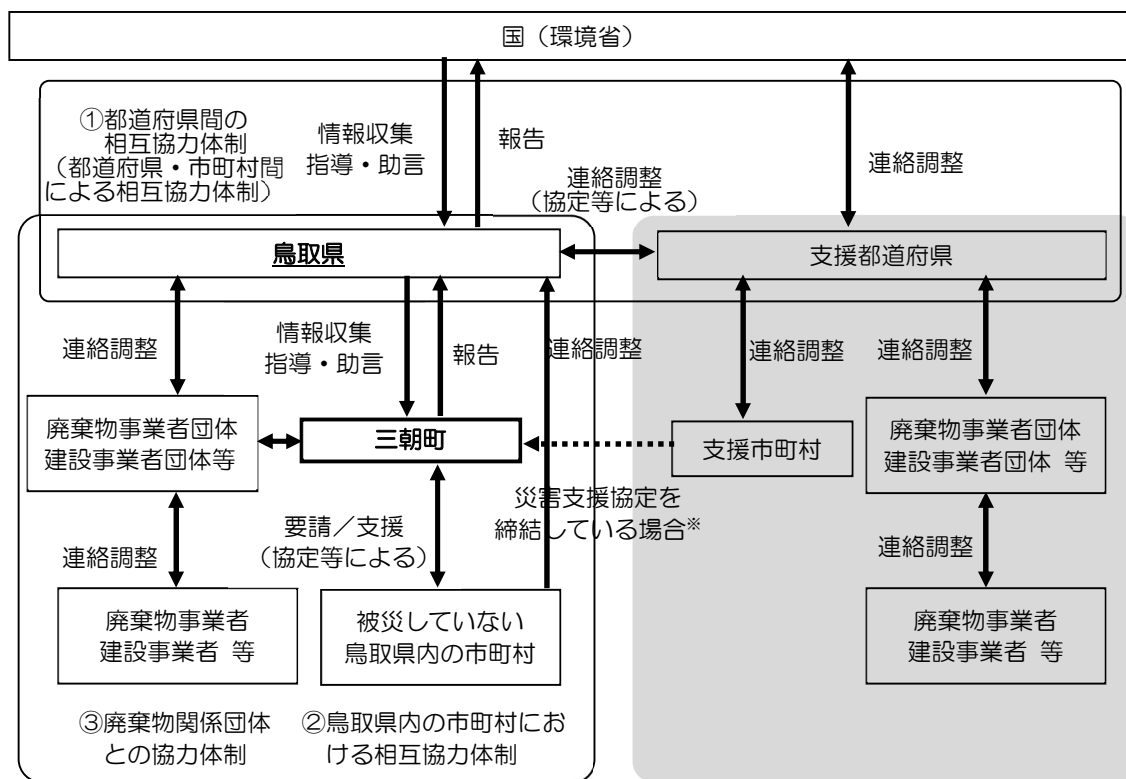 国（環境省）
①都道府県間の
相互協力体制
（都道府県・市町村間
による相互協力体制）
情報収集
指導・助言
報告
連絡調整
（協定等による）
連絡調整
鳥取県
支援都道府県
連絡調整
情報収集
指導・助言
報告
連絡調整
連絡調整
連絡調整
廃棄物事業者団体
建設事業者団体等
三朝町
支援市町村
廃棄物事業者団体
建設事業者団体 等
災害支援協定を
締結している場合※
連絡調整
要請／支援
（協定等による）
連絡調整
廃棄物事業者
建設事業者 等
被災していない
鳥取県内の市町村
廃棄物事業者
建設事業者 等
③廃棄物関係団体
との協力体制
②鳥取県内の市町村にお
ける相互協力体制